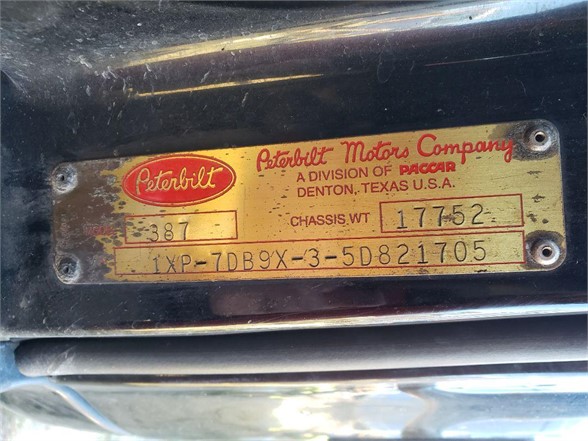 Peterbilt
Peterbilt Motors Company
A DIVISION OF PACCAR
DENTON, TEXAS U.S.A.
387
CHASSIS WT 17752
1XP-7DB9X-3-5D821705